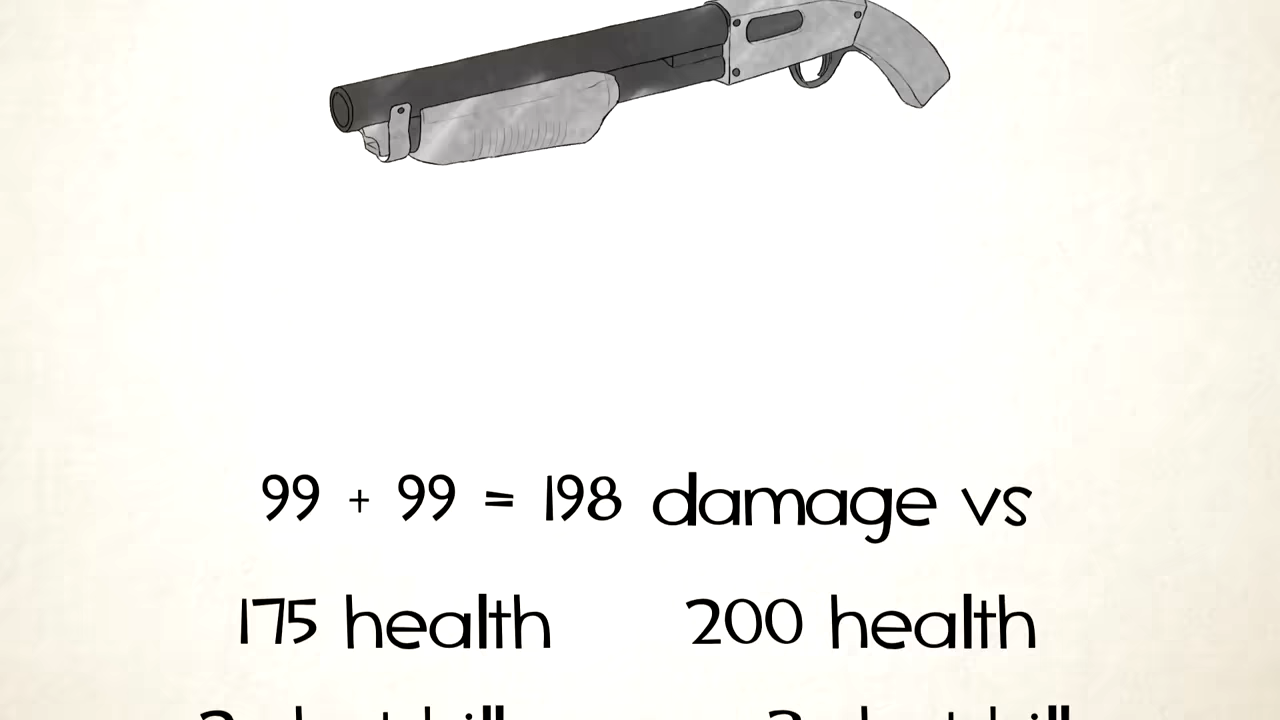 99 + 99 = 198 damage vs
175 health 200 health